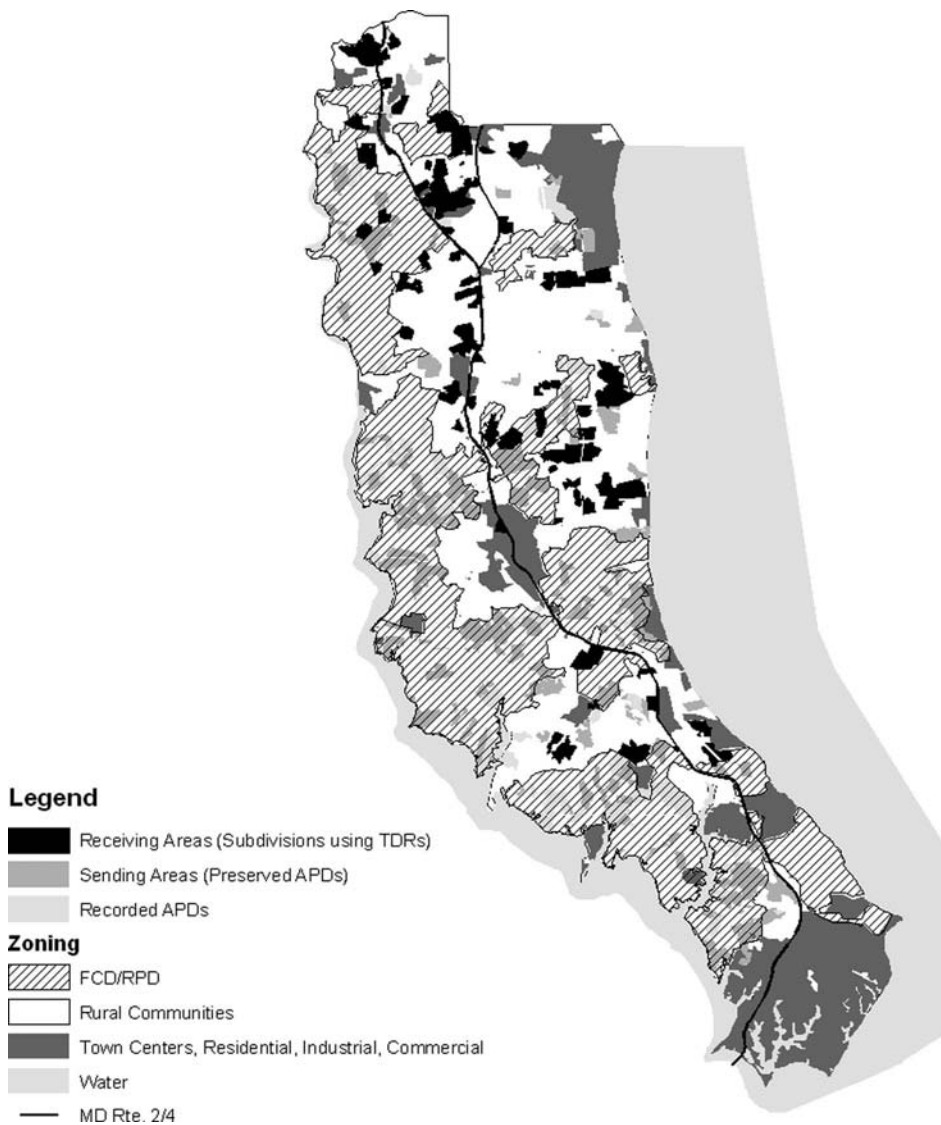 Legend
Receiving Areas (Subdivisions using TDRs)
Sending Areas (Preserved APDs)
Recorded APDs
Zoning
FCD/RPD
Rural Communities
Town Centers, Residential, Industrial, Commercial
Water
MD Rte. 2/4